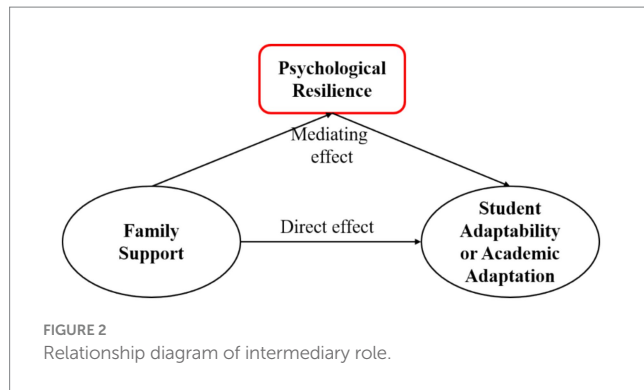 Psychological
Resilience
Mediating
effect
Family
Support
Direct effect
Student
Adaptability
or Academic
Adaptation
FIGURE 2
Relationship diagram of intermediary role.